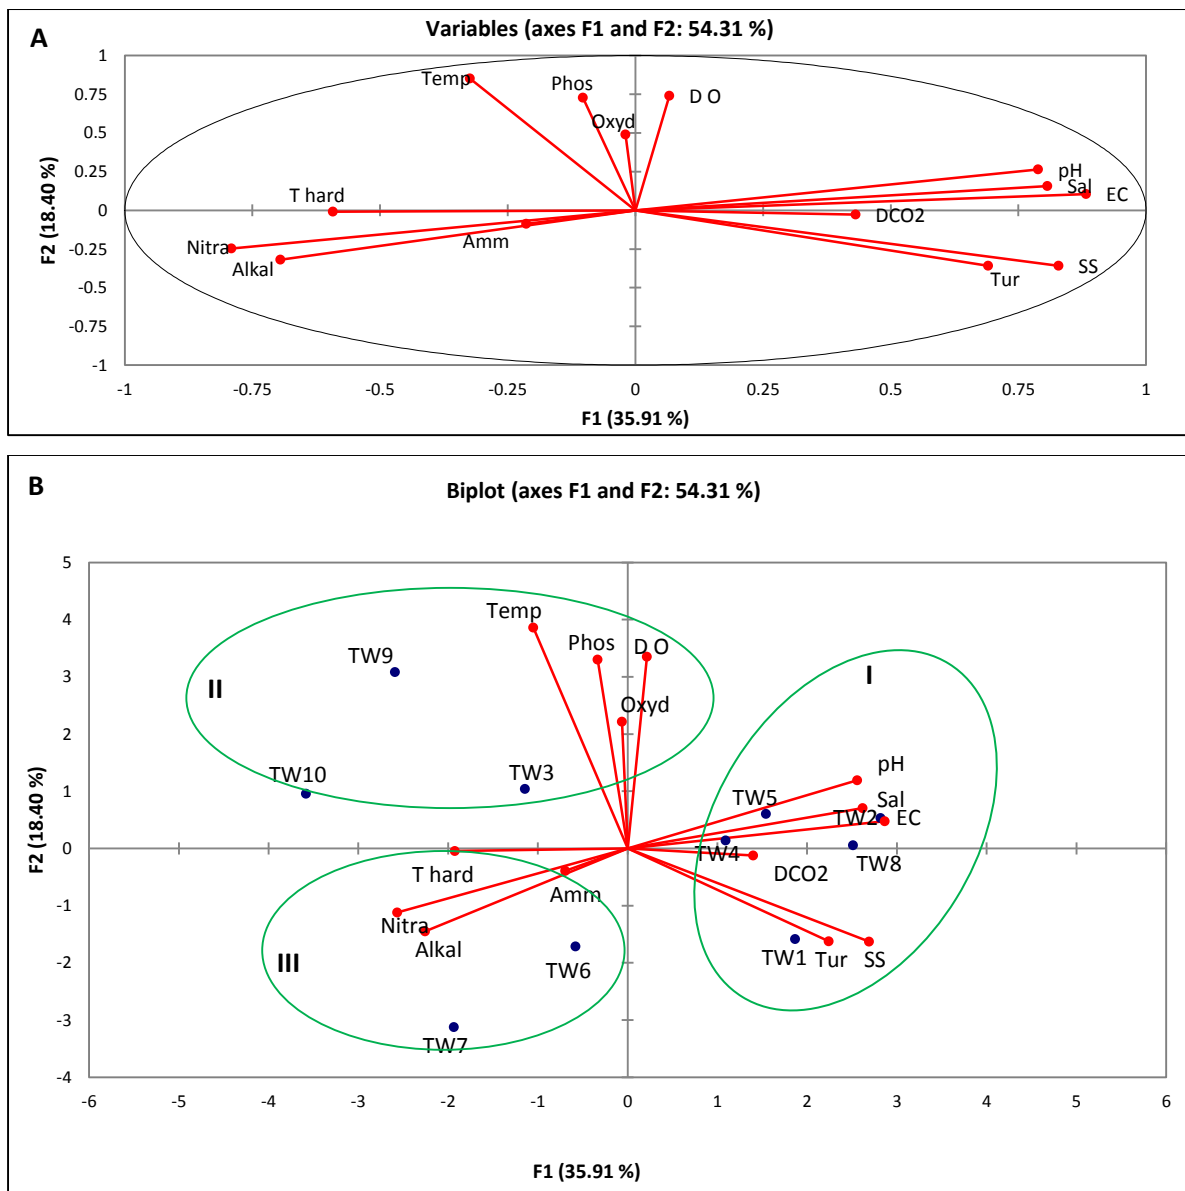 A
Variables (axes F1 and F2: 54.31 %)
1
Temp
Phos
D O
0.75
Oxyd
0.5
0.25
pH
T hard
Sal
EC
0
DCO2
Nitra
Amm
-0.25
Alkal
Tur
SS
-0.5
-0.75
-1
F2 (18.40 %)
-1 -0.75 -0.5 -0.25 0 0.25 0.5 0.75 1
F1 (35.91 %)
B
Biplot (axes F1 and F2: 54.31 %)
5
4
Temp
Phos
D O
TW9
3
II
I
Oxyd
2
TW10
TW3
pH
1
TW5
Sal
TW2
EC
0
TW4
TW8
T hard
Amm
DCO2
-1
Nitra
Alkal
TW6
TW1
Tur
SS
III
-2
-3
TW7
-4
F2 (18.40 %)
-6 -5 -4 -3 -2 -1 0 1 2 3 4 5 6
F1 (35.91 %)